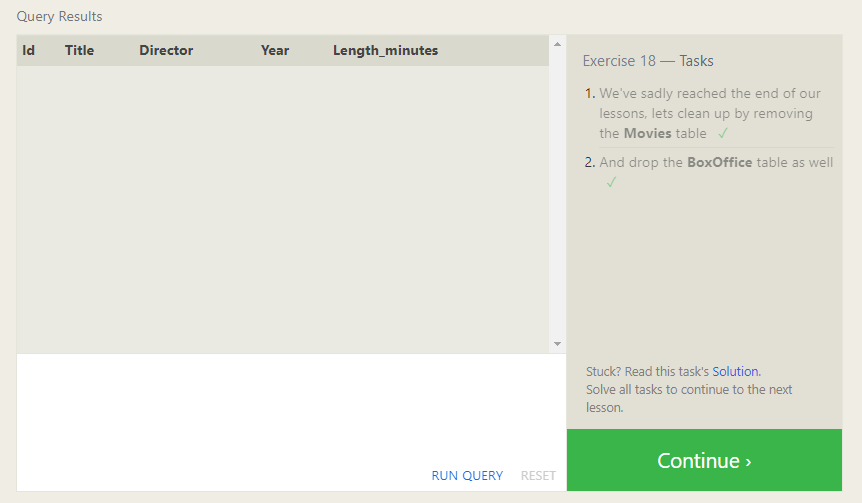 Query Results
Id Title Director Year Length_minutes
RUN QUERY RESET
Exercise 18 — Tasks
1. We've sadly reached the end of our
lessons, lets clean up by removing
the Movies table ✓
2. And drop the BoxOffice table as well
✓
Stuck? Read this task's Solution.
Solve all tasks to continue to the next
lesson.
Continue ›